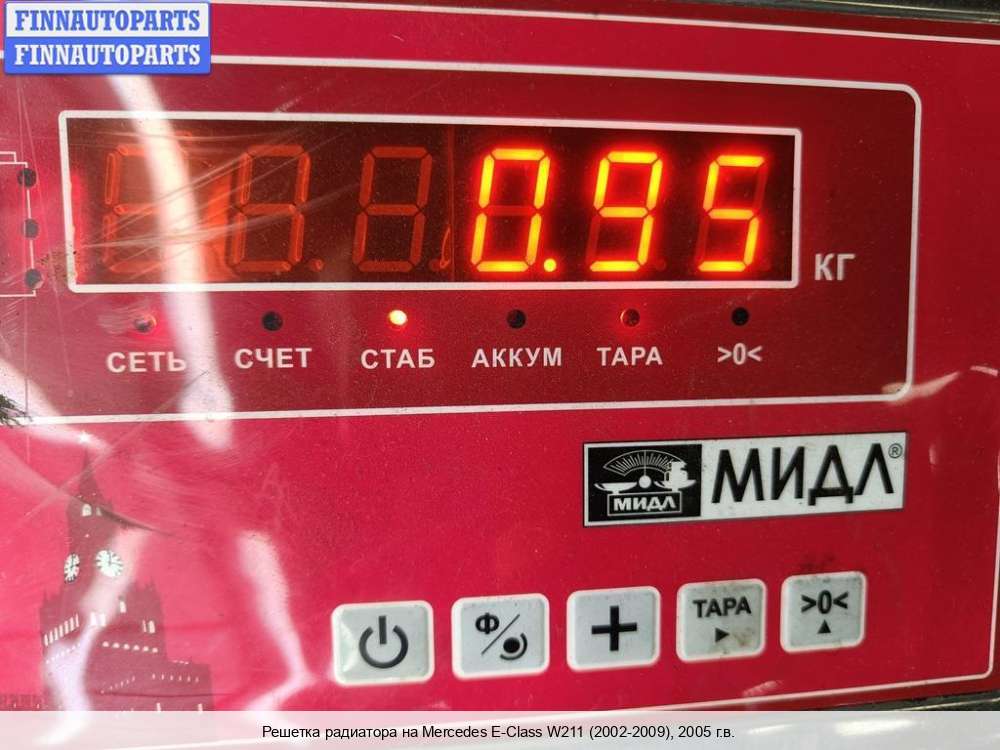 FINNAUTOPARTS
FINNAUTOPARTS
0.95
КГ
СЕТЬ СЧЕТ СТАБ АККУМ ТАРА >0<
МИДЛ МИДЛ®
Ф ТАРА >0<
Решетка радиатора на Mercedes E-Class W211 (2002-2009), 2005 г.в.